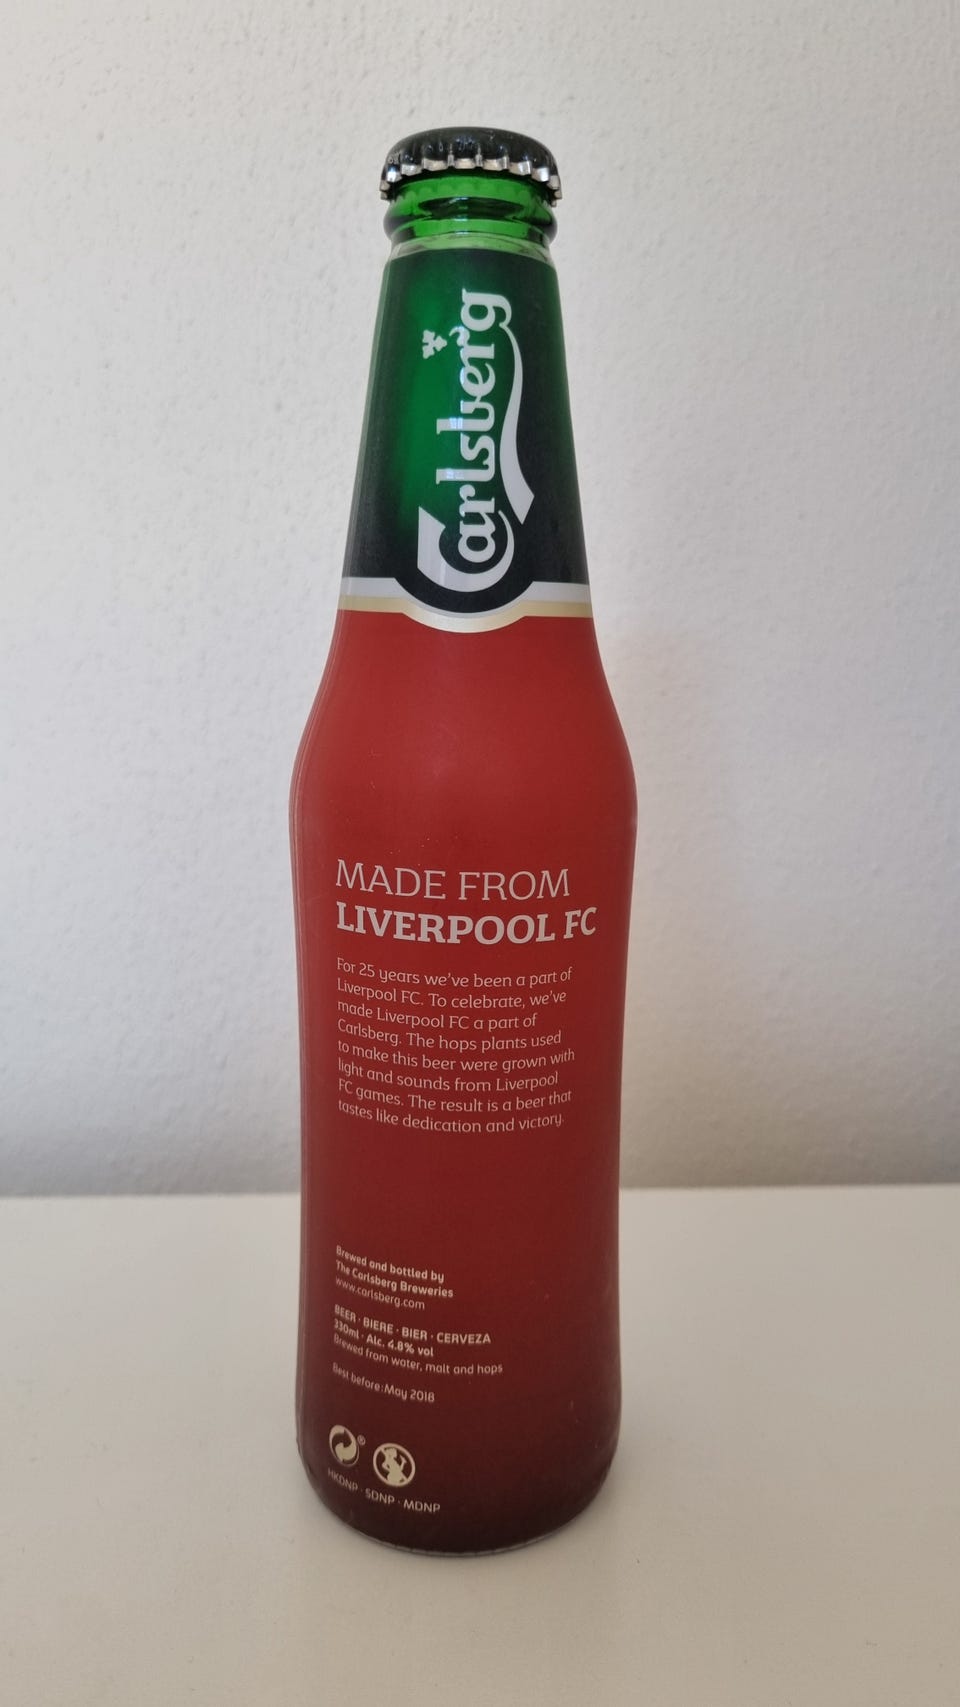 Carlsberg
MADE FROM
LIVERPOOL FC
For 25 years we've been a part of
Liverpool FC. To celebrate, we've
made Liverpool FC a part of
Carlsberg. The hops plants used
to make this beer were grown with
light and sounds from Liverpool
FC games. The result is a beer that
tastes like dedication and victory.
Brewed and bottled by
The Carlsberg Breweries
www.carlsberg.com
BEER · BIERE · BIER · CERVEZA
330ml · Alc. 4.8% vol
Brewed from water, malt and hops
Best before:May 2018
®
HKDNP · SDNP · MDNP